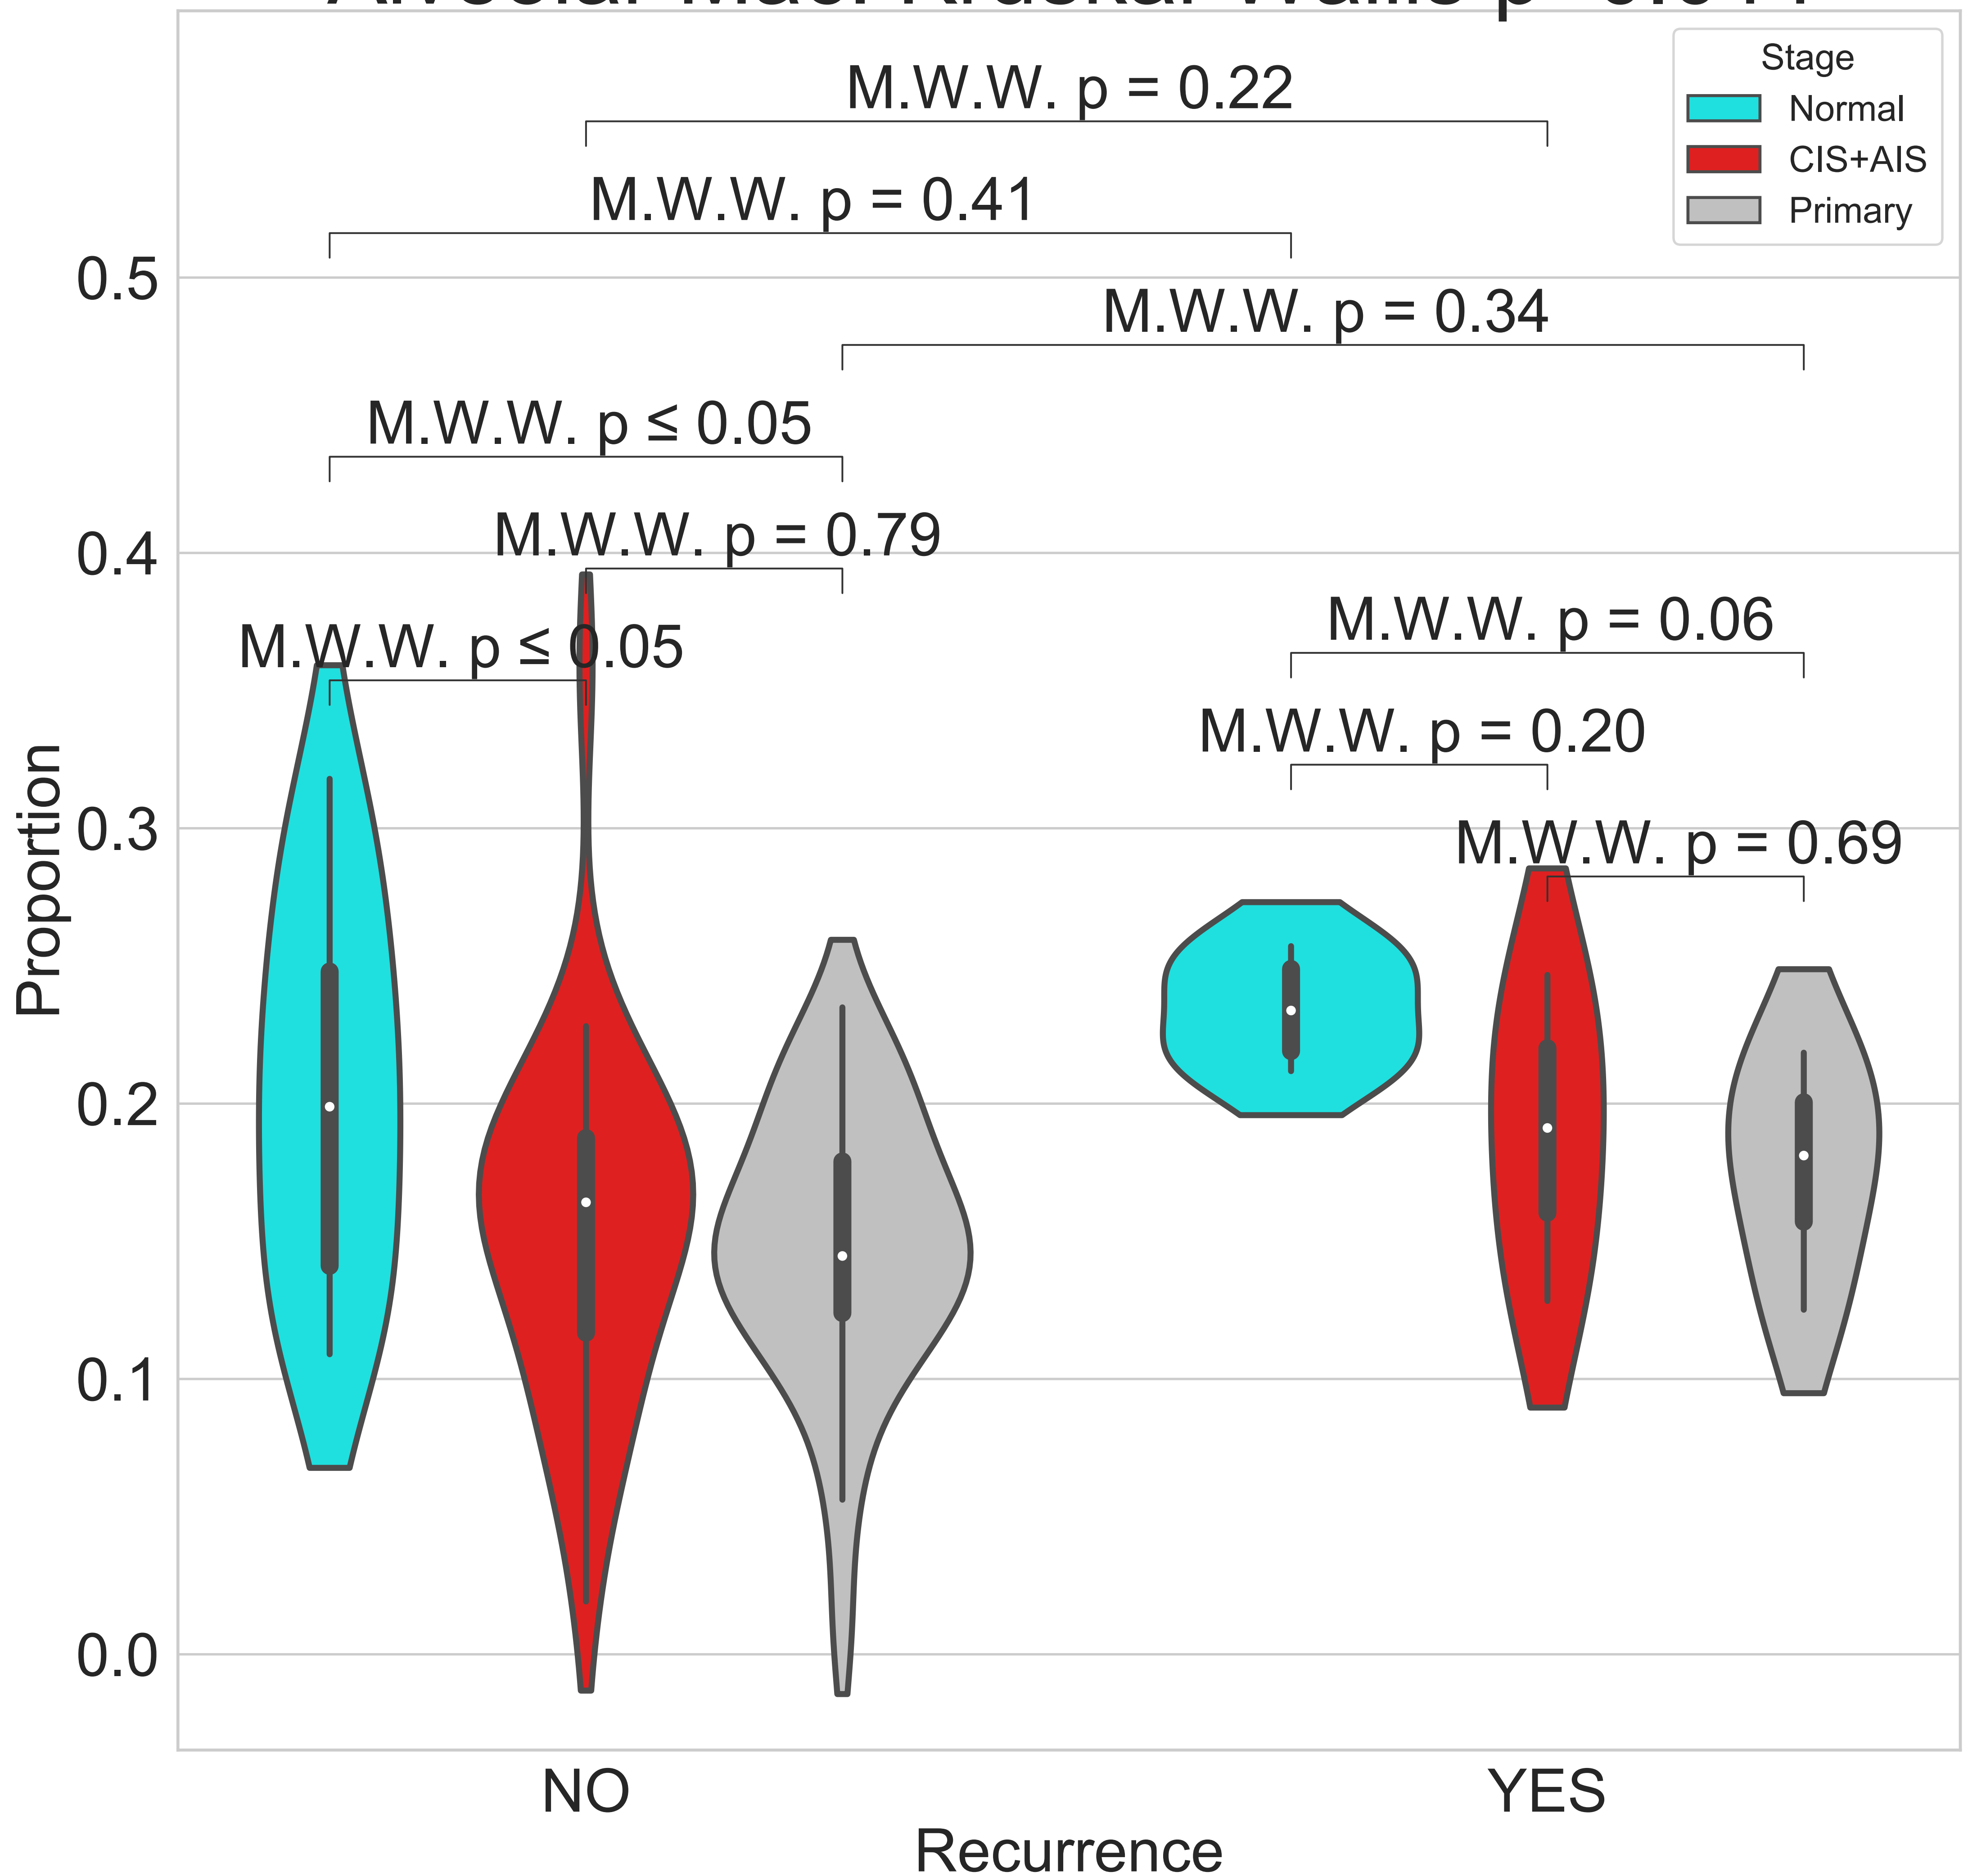 Stage
Normal
CIS+AIS
Primary
M.W.W. p = 0.22
M.W.W. p = 0.41
M.W.W. p = 0.34
M.W.W. p ≤ 0.05
M.W.W. p = 0.79
M.W.W. p ≤ 0.05
M.W.W. p = 0.06
M.W.W. p = 0.20
M.W.W. p = 0.69
0.5
0.4
0.3
0.2
0.1
0.0
Proportion
NO
YES
Recurrence